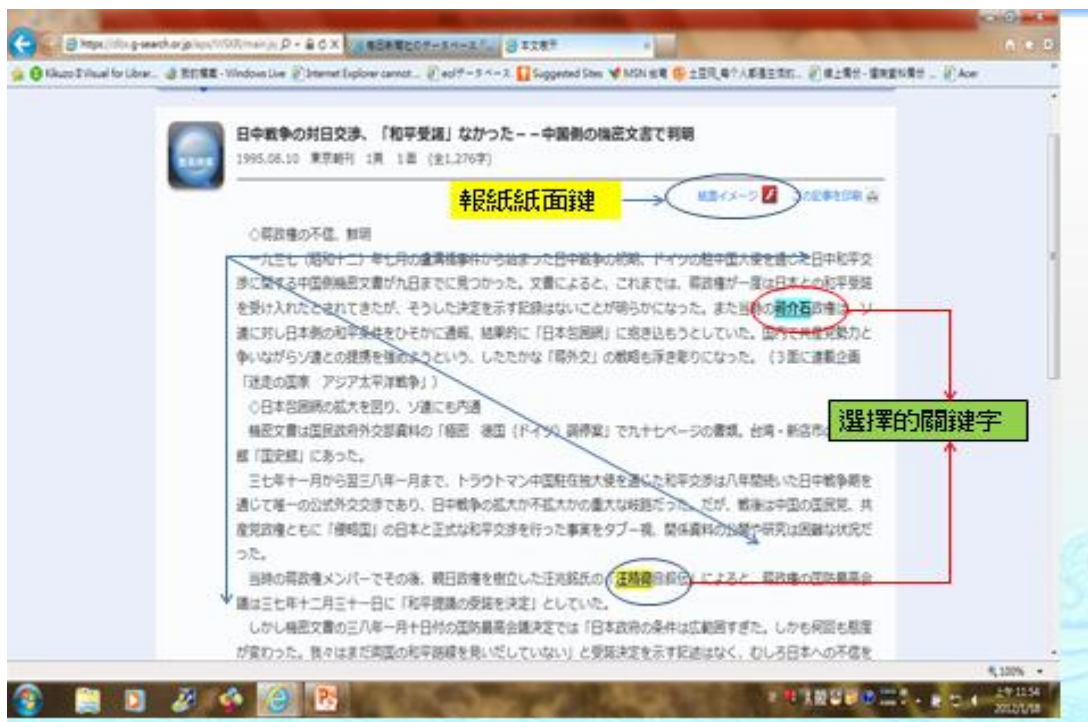 日中戦争の対日交渉、「和平受諾」なかった－－中国側の機密文書で判明
1995.08.10 東京朝刊 1頁 1面 (全1,276字)
報紙紙面鍵
紙面イメージ
この記事を印刷
◇蒋政権の不信、鮮明
一九三七（昭和十二）年七月の盧溝橋事件から始まった日中戦争の初期、ドイツの駐中国大使を通じた日中和平交
渉に関する中国側機密文書が九日までに見つかった。文書によると、これまでは、蒋政権が一度は日本との和平受諾
を受け入れたとされてきたが、そうした決定を示す記録はないことが明らかになった。また当時の蒋介石政権は、ソ
連に対し日本側の和平条件をひそかに通報、結果的に「日本包囲網」に抱き込もうとしていた。国内で共産党勢力と
争いながらソ連との提携を強めようという、したたかな「蒋外交」の戦略も浮き彫りになった。（3面に連載企画
「迷走の国家 アジア太平洋戦争」）
◇日本包囲網の拡大を図り、ソ連にも内通
選擇的關鍵字
機密文書は国民政府外交部資料の「極密 徳国（ドイツ）調停案」で九十七ページの書類。台湾・新店市の
館「国史館」にあった。
三七年十一月から翌三八年一月まで、トラウトマン中国駐在独大使を通じた和平交渉は八年間続いた日中戦争期を
通じて唯一の公式外交交渉であり、日中戦争の拡大か不拡大かの重大な岐路だった。だが、戦後は中国の国民党、共
産党政権ともに「侵略国」の日本と正式な和平交渉を行った事実をタブー視、関係資料の公開や研究は困難な状況だ
った。
当時の蒋政権メンバーでその後、親日政権を樹立した汪兆銘氏の「汪精衛自叙伝」によると、蒋政権の国防最高会
議は三七年十二月三十一日に「和平提議の受諾を決定」としていた。
しかし機密文書の三八年一月十日付の国防最高会議決定では「日本政府の条件は広範囲すぎた。しかも何回も態度
が変わった。我々はまだ両国の和平路線を見いだしていない」と受諾決定を示す記述はなく、むしろ日本への不信を
100%
上午 11:54
2012/1/18